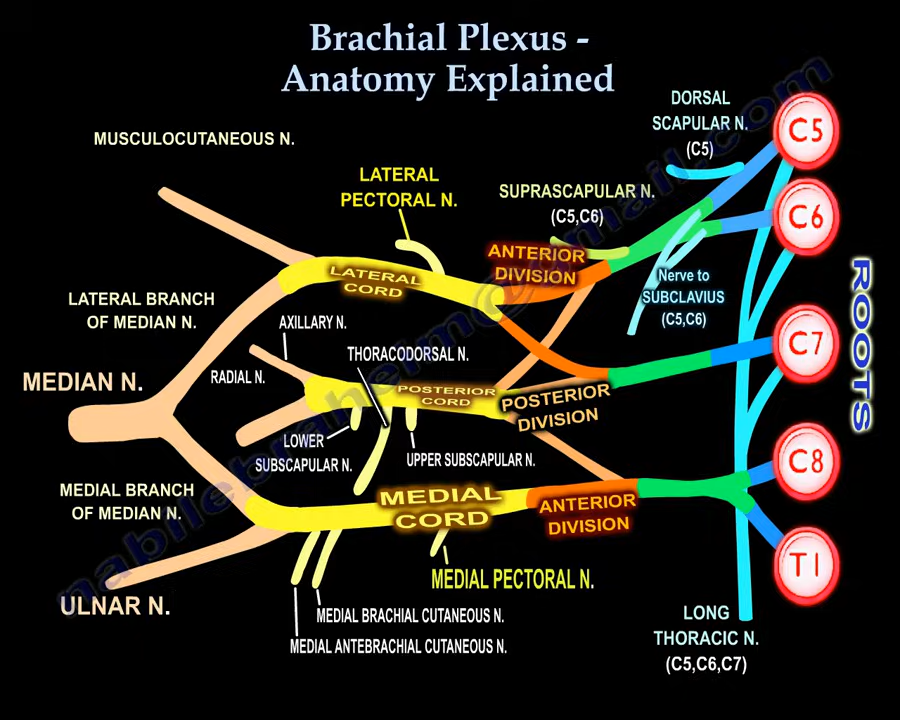 Brachial Plexus -
Anatomy Explained
DORSAL
SCAPULAR N.
(C5)
C5
MUSCULOCUTANEOUS N.
LATERAL
PECTORAL N.
SUPRASCAPULAR N.
(C5,C6)
C6
ANTERIOR
DIVISION
LATERAL
CORD
Nerve to
SUBCLAVIUS
(C5,C6)
LATERAL BRANCH
OF MEDIAN N.
AXILLARY N.
THORACODORSAL N.
C7
ROOTS
MEDIAN N.
RADIAL N.
POSTERIOR
CORD
POSTERIOR
DIVISION
LOWER
SUBSCAPULAR N.
UPPER SUBSCAPULAR N.
C8
MEDIAL BRANCH
OF MEDIAN N.
MEDIAL
CORD
ANTERIOR
DIVISION
T1
MEDIAL PECTORAL N.
ULNAR N.
MEDIAL BRACHIAL CUTANEOUS N.
MEDIAL ANTEBRACHIAL CUTANEOUS N.
LONG
THORACIC N.
(C5,C6,C7)
nabilebraheim@gmail.com